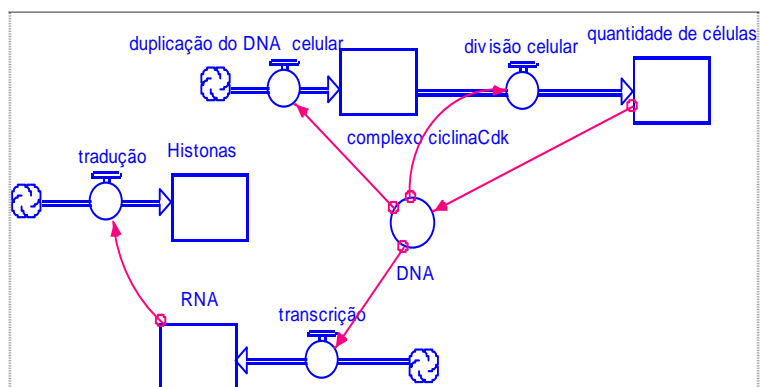 duplicação do DNA celular
divisão celular
quantidade de células
complexo ciclinaCdk
tradução
Histonas
DNA
RNA
transcrição